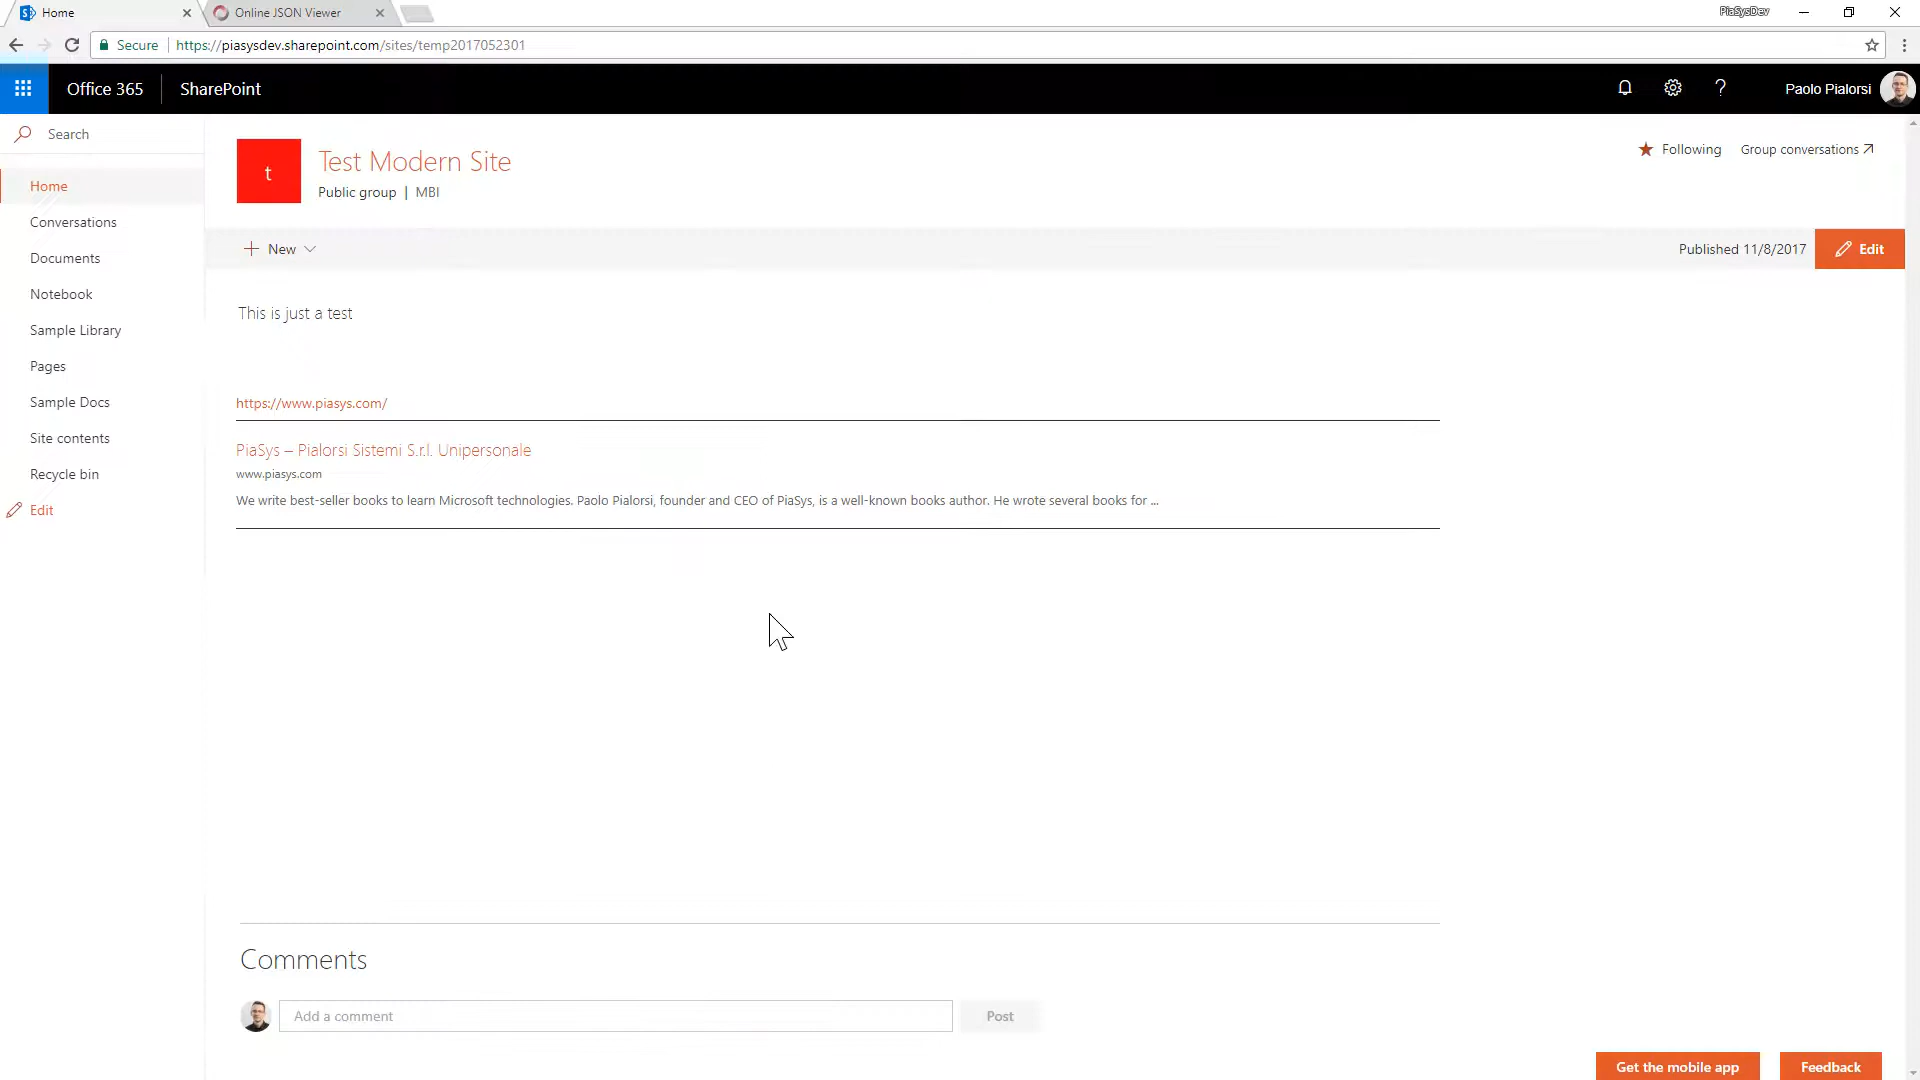 Home
Online JSON Viewer
PiaSysDev
Secure
https://piasysdev.sharepoint.com/sites/temp2017052301
Office 365
SharePoint
?
Paolo Pialorsi
Search
t
Test Modern Site
Public group | MBI
Following
Group conversations
Home
Conversations
Documents
Notebook
Sample Library
Pages
Sample Docs
Site contents
Recycle bin
Edit
New
Published 11/8/2017
Edit
This is just a test
https://www.piasys.com/
PiaSys – Pialorsi Sistemi S.r.l. Unipersonale
www.piasys.com
We write best-seller books to learn Microsoft technologies. Paolo Pialorsi, founder and CEO of PiaSys, is a well-known books author. He wrote several books for ...
Comments
Add a comment
Post
Get the mobile app
Feedback